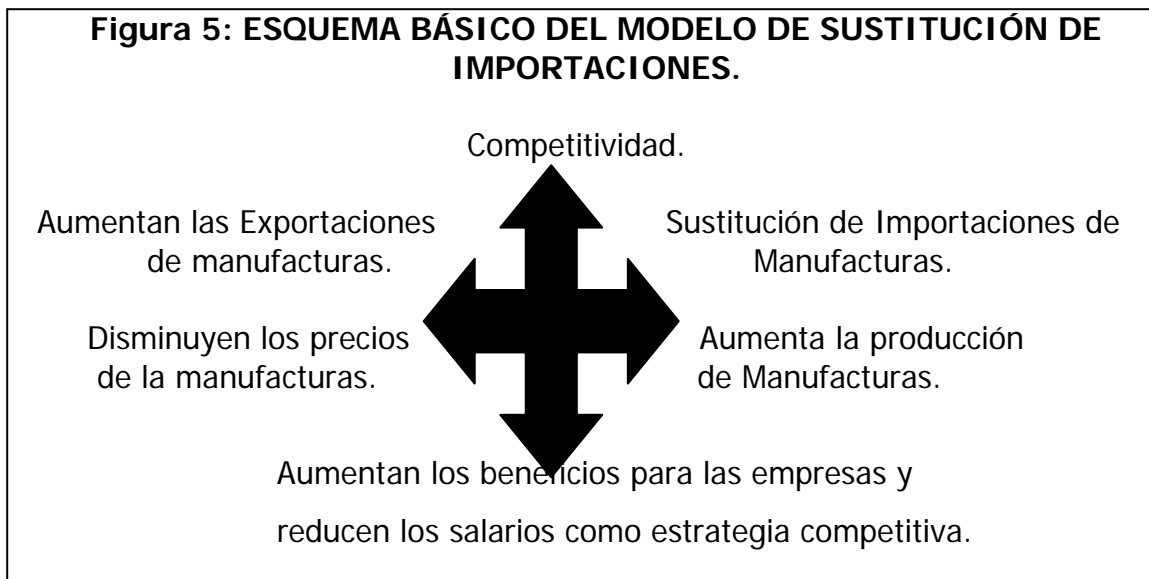 Figura 5: ESQUEMA BÁSICO DEL MODELO DE SUSTITUCIÓN DE
IMPORTACIONES.
Competitividad.
Aumentan las Exportaciones
de manufacturas.
Sustitución de Importaciones de
Manufacturas.
Disminuyen los precios
de la manufacturas.
Aumenta la producción
de Manufacturas.
Aumentan los beneficios para las empresas y
reducen los salarios como estrategia competitiva.